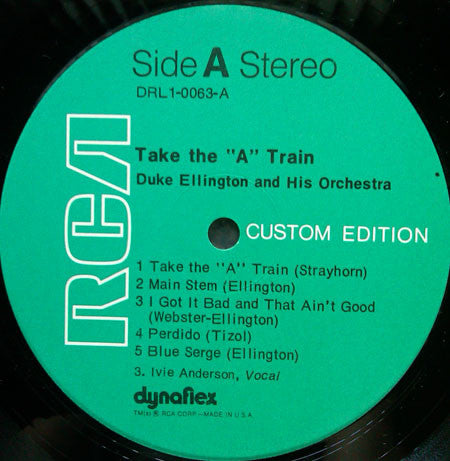 Side A Stereo
DRL1-0063-A
RCA
Take the "A" Train
Duke Ellington and His Orchestra
CUSTOM EDITION
1 Take the "A" Train (Strayhorn)
2 Main Stem (Ellington)
3 I Got It Bad and That Ain't Good
(Webster-Ellington)
4 Perdido (Tizol)
5 Blue Serge (Ellington)
3. Ivie Anderson, Vocal
dynaflex
TM(s) ® RCA CORP.—MADE IN U.S.A.